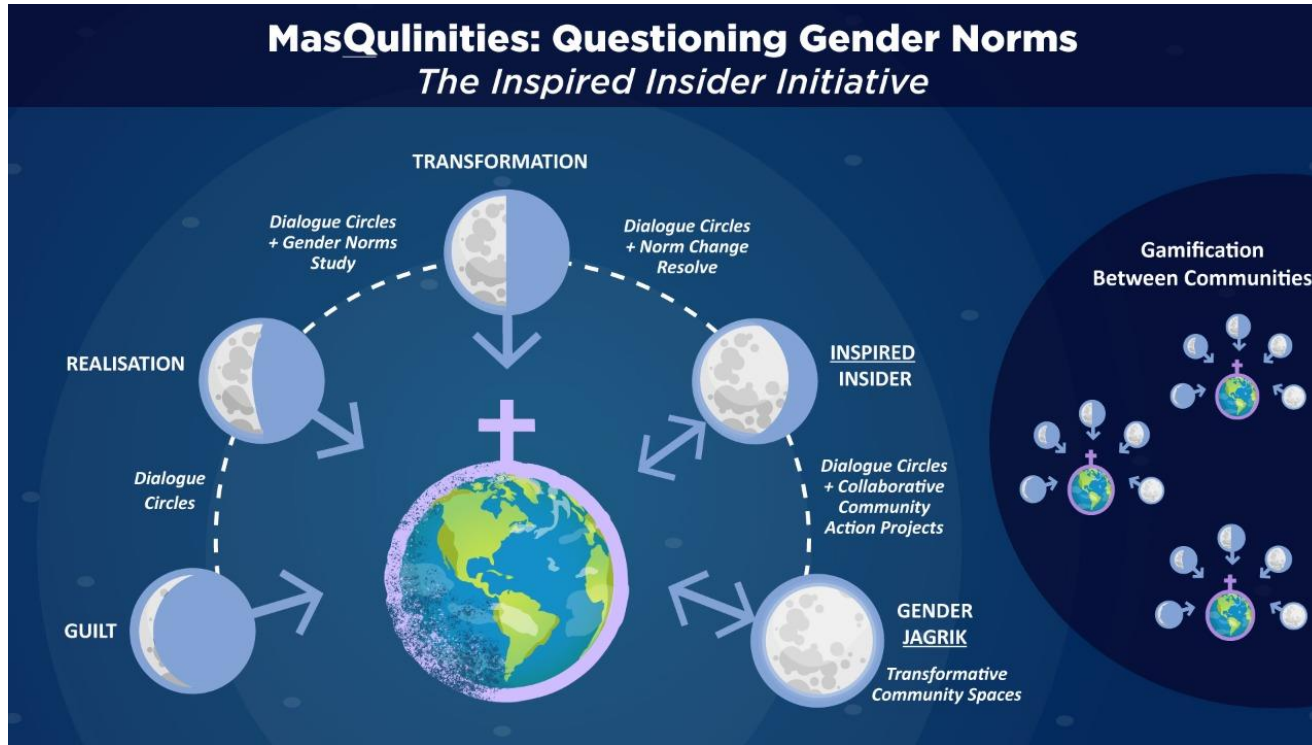 MasQulinities: Questioning Gender Norms
The Inspired Insider Initiative
TRANSFORMATION
Dialogue Circles
+ Gender Norms
Study
Dialogue Circles
+ Norm Change
Resolve
REALISATION
INSPIRED
INSIDER
Dialogue
Circles
Dialogue Circles
+ Collaborative
Community
Action Projects
GUILT
GENDER
JAGRIK
Transformative
Community Spaces
Gamification
Between Communities